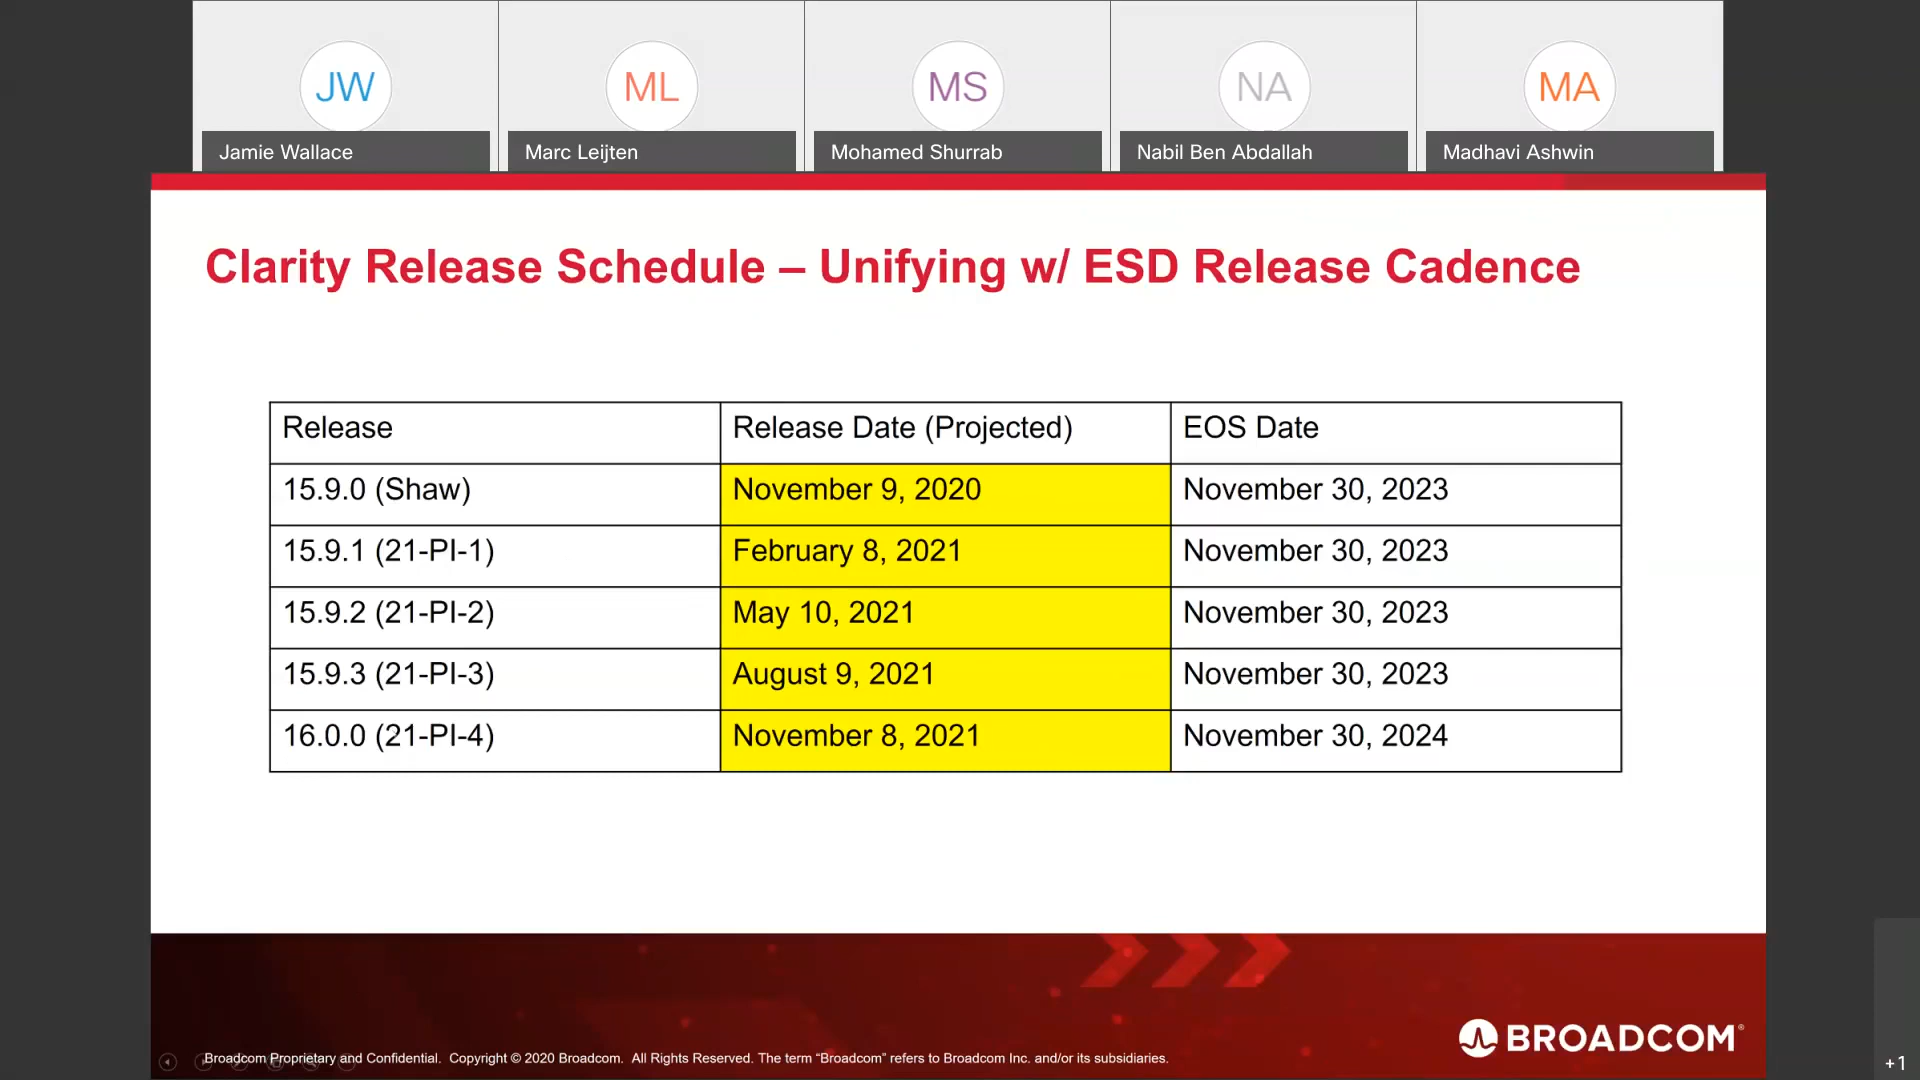 JW
ML
MS
NA
MA
Jamie Wallace
Marc Leijten
Mohamed Shurrab
Nabil Ben Abdallah
Madhavi Ashwin
Clarity Release Schedule – Unifying w/ ESD Release Cadence
Release Release Date (Projected) EOS Date
15.9.0 (Shaw) November 9, 2020 November 30, 2023
15.9.1 (21-PI-1) February 8, 2021 November 30, 2023
15.9.2 (21-PI-2) May 10, 2021 November 30, 2023
15.9.3 (21-PI-3) August 9, 2021 November 30, 2023
16.0.0 (21-PI-4) November 8, 2021 November 30, 2024
BROADCOM®
Broadcom Proprietary and Confidential. Copyright © 2020 Broadcom. All Rights Reserved. The term “Broadcom” refers to Broadcom Inc. and/or its subsidiaries.
+1